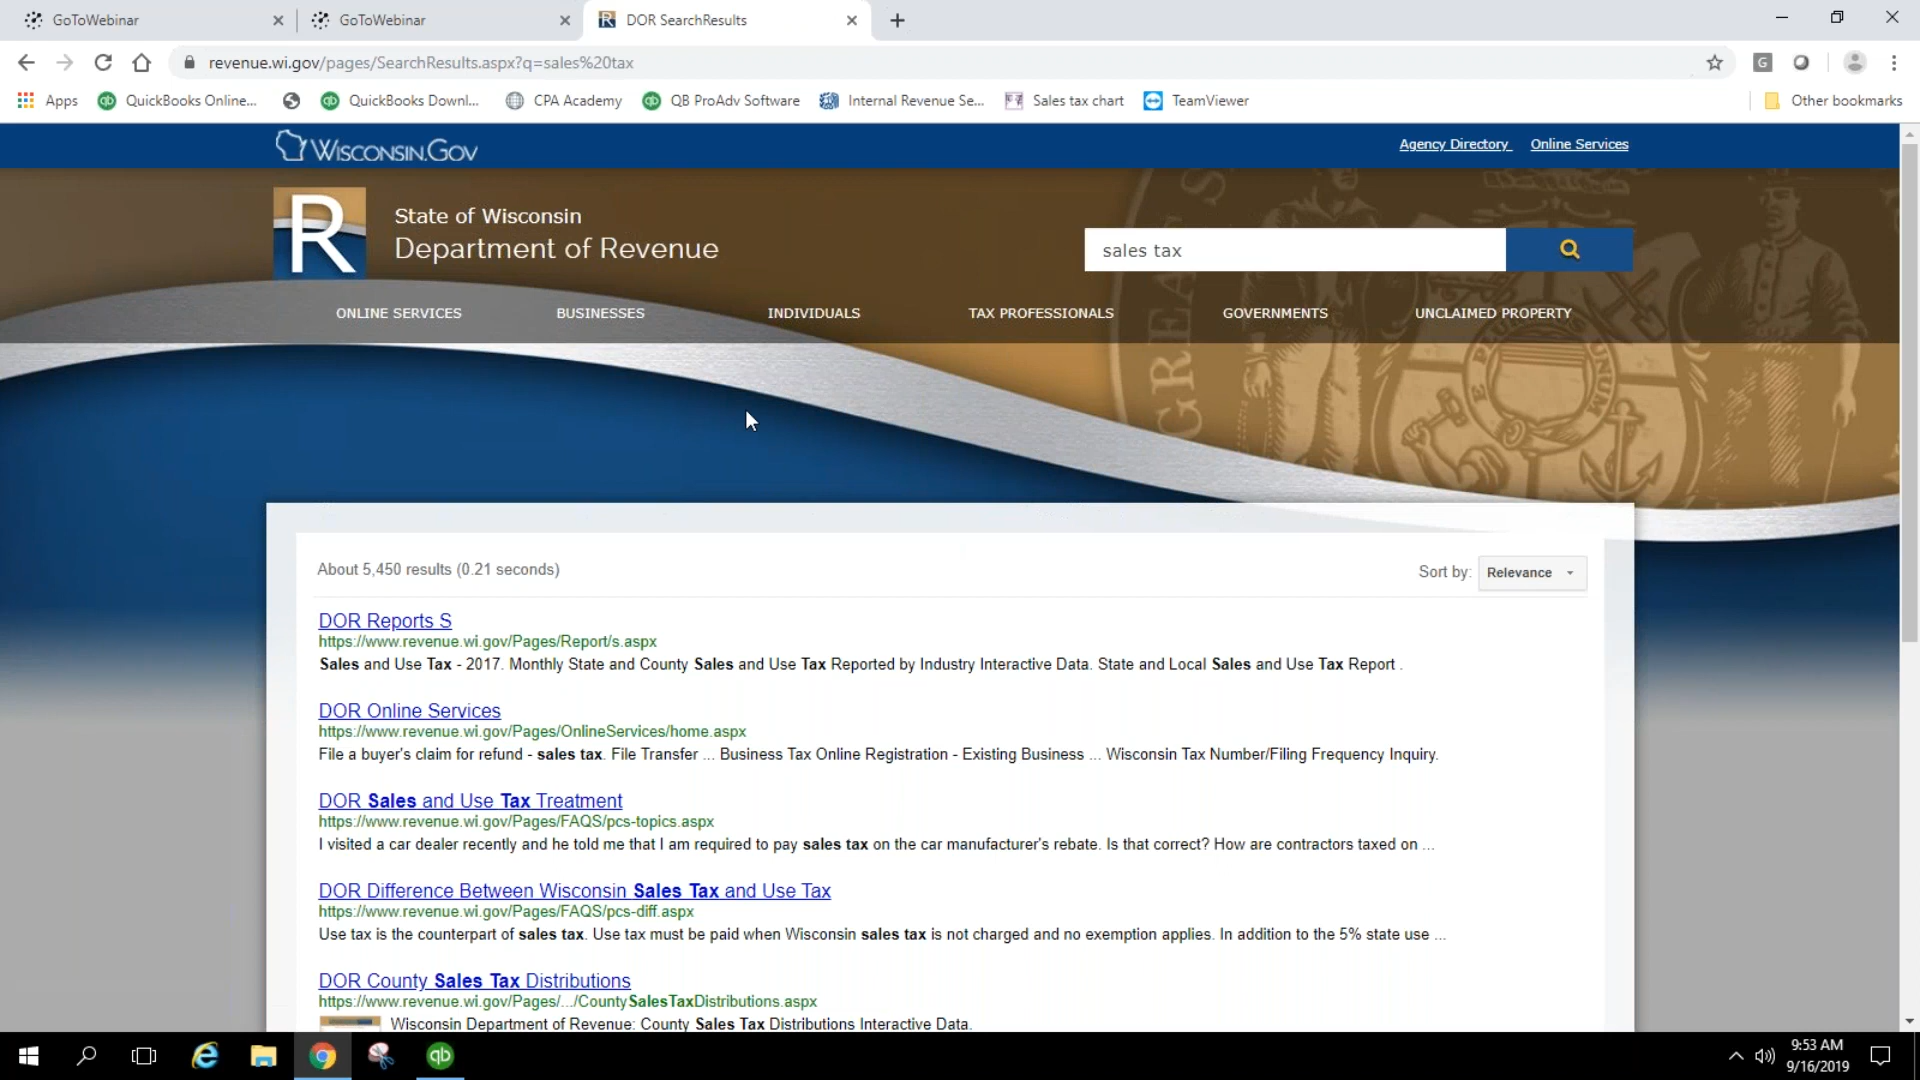 GoToWebinar
GoToWebinar
DOR SearchResults
revenue.wi.gov/pages/SearchResults.aspx?q=sales%20tax
G
Apps
QuickBooks Online...
QuickBooks Downl...
CPA Academy
QB ProAdv Software
Internal Revenue Se...
Sales tax chart
TeamViewer
Other bookmarks
WISCONSIN.GOV
Agency Directory
Online Services
R
State of Wisconsin
Department of Revenue
sales tax
ONLINE SERVICES
BUSINESSES
INDIVIDUALS
TAX PROFESSIONALS
GOVERNMENTS
UNCLAIMED PROPERTY
About 5,450 results (0.21 seconds)
Sort by:
Relevance
DOR Reports S
https://www.revenue.wi.gov/Pages/Report/s.aspx
Sales and Use Tax - 2017. Monthly State and County Sales and Use Tax Reported by Industry Interactive Data. State and Local Sales and Use Tax Report .
DOR Online Services
https://www.revenue.wi.gov/Pages/OnlineServices/home.aspx
File a buyer's claim for refund - sales tax. File Transfer ... Business Tax Online Registration - Existing Business ... Wisconsin Tax Number/Filing Frequency Inquiry.
DOR Sales and Use Tax Treatment
https://www.revenue.wi.gov/Pages/FAQS/pcs-topics.aspx
I visited a car dealer recently and he told me that I am required to pay sales tax on the car manufacturer's rebate. Is that correct? How are contractors taxed on ...
DOR Difference Between Wisconsin Sales Tax and Use Tax
https://www.revenue.wi.gov/Pages/FAQS/pcs-diff.aspx
Use tax is the counterpart of sales tax. Use tax must be paid when Wisconsin sales tax is not charged and no exemption applies. In addition to the 5% state use ...
DOR County Sales Tax Distributions
https://www.revenue.wi.gov/Pages/.../CountySalesTaxDistributions.aspx
Wisconsin Department of Revenue: County Sales Tax Distributions Interactive Data.
9:53 AM
9/16/2019